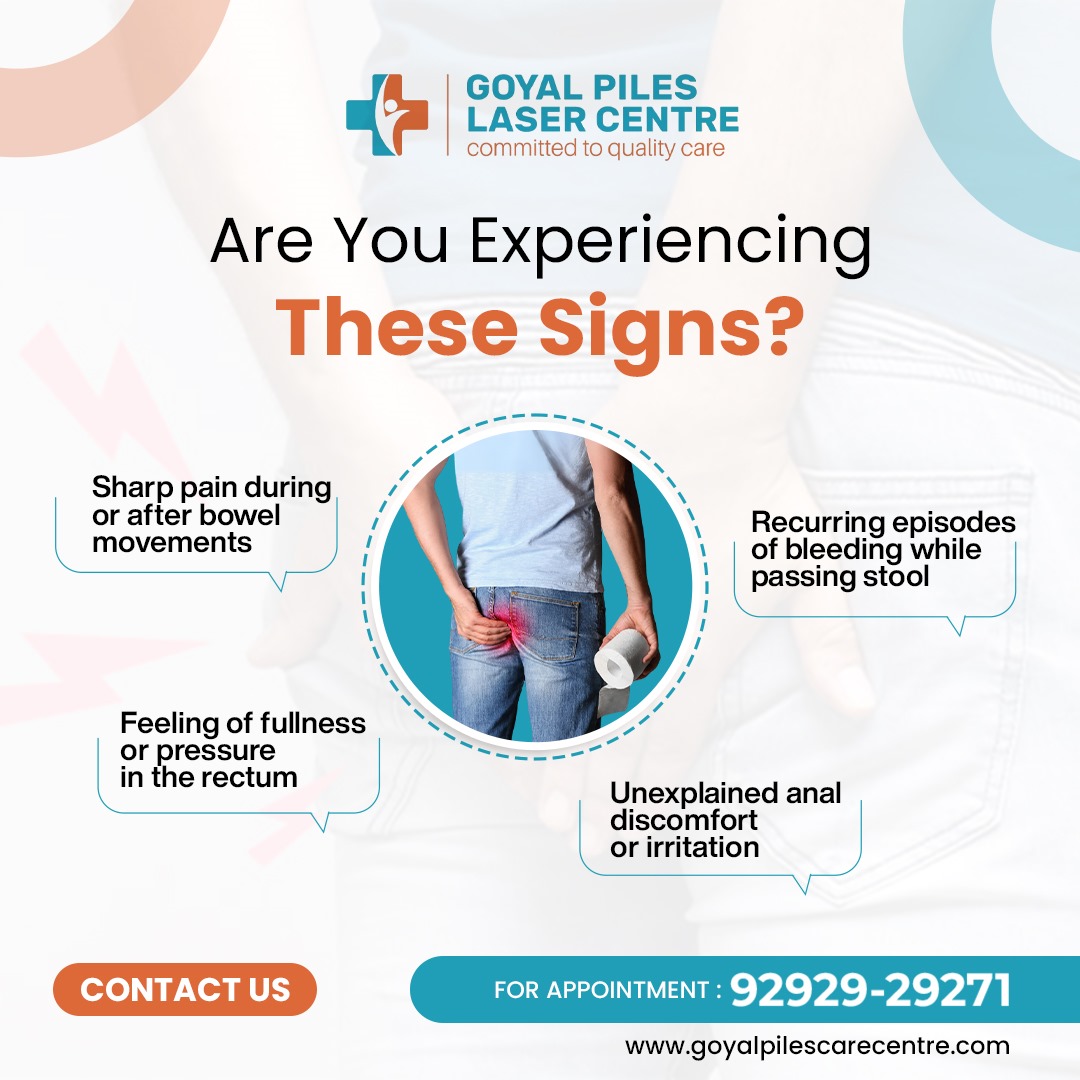 GOYAL PILES
LASER CENTRE
committed to quality care
Are You Experiencing
These Signs?
Sharp pain during
or after bowel
movements
Recurring episodes
of bleeding while
passing stool
Feeling of fullness
or pressure
in the rectum
Unexplained anal
discomfort
or irritation
CONTACT US
FOR APPOINTMENT : 92929-29271
www.goyalpilescarecentre.com